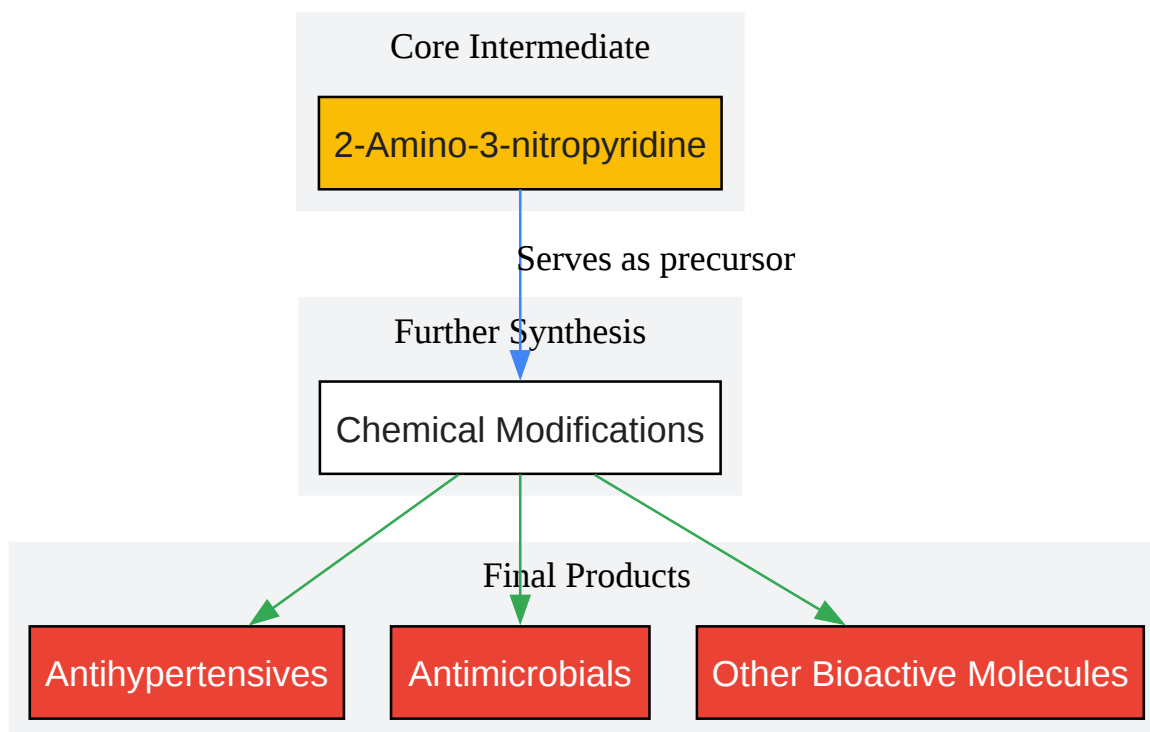 Core Intermediate
2-Amino-3-nitropyridine
Serves as precursor
Further Synthesis
Chemical Modifications
Final Products
Antihypertensives
Antimicrobials
Other Bioactive Molecules